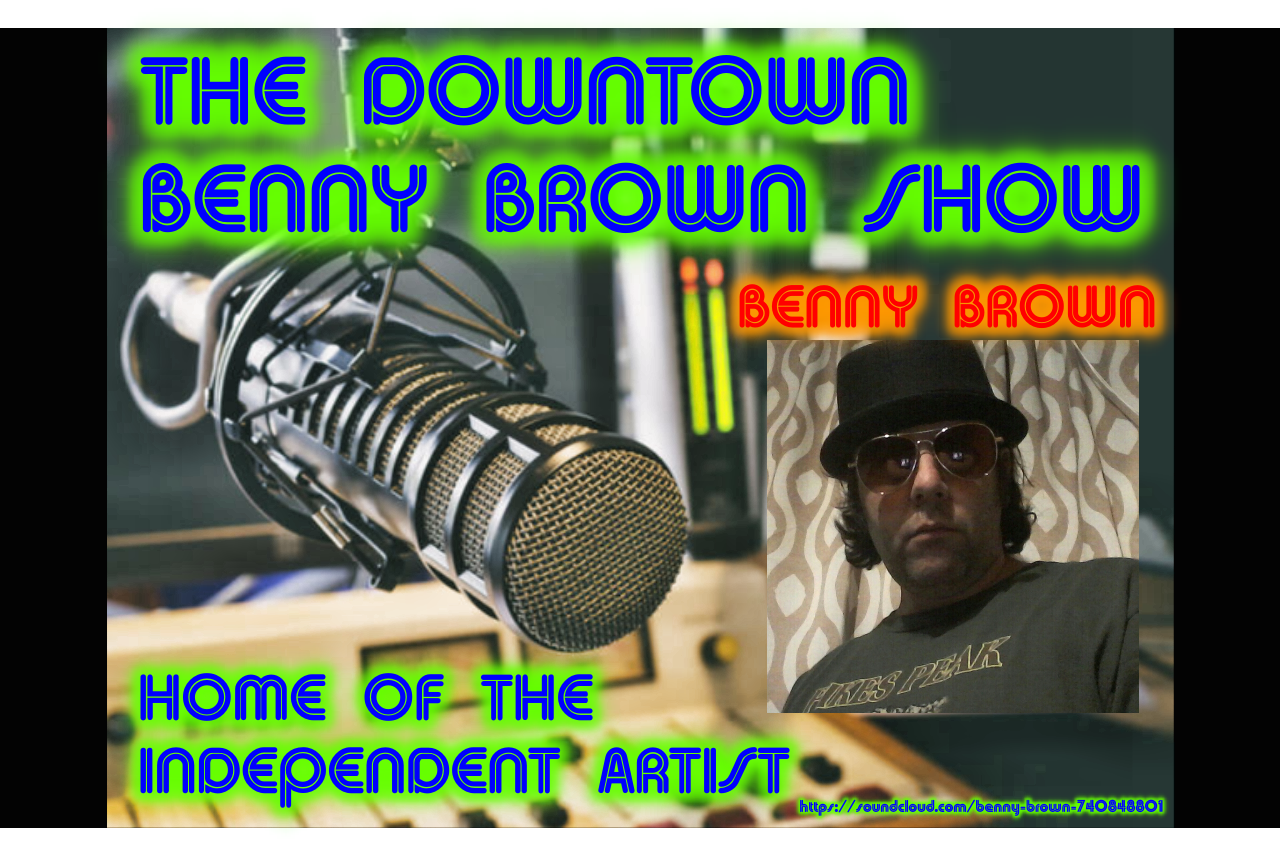 THE DOWNTOWN
BENNY BROWN SHOW
BENNY BROWN
PIKES PEAK
HOME OF THE
INDEPENDENT ARTIST
https://soundcloud.com/benny-brown-740848801